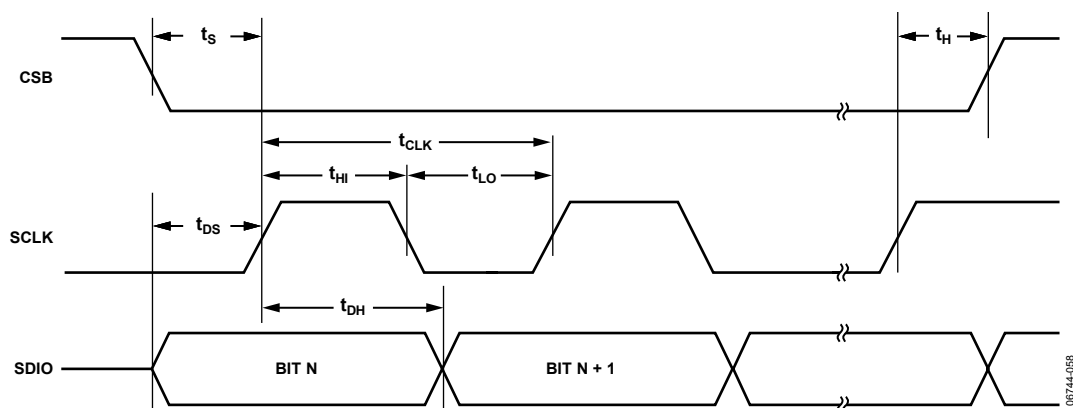 tS
tH
CSB
tCLK
tHI
tLO
tDS
SCLK
tDH
SDIO
BIT N
BIT N + 1
06744-058